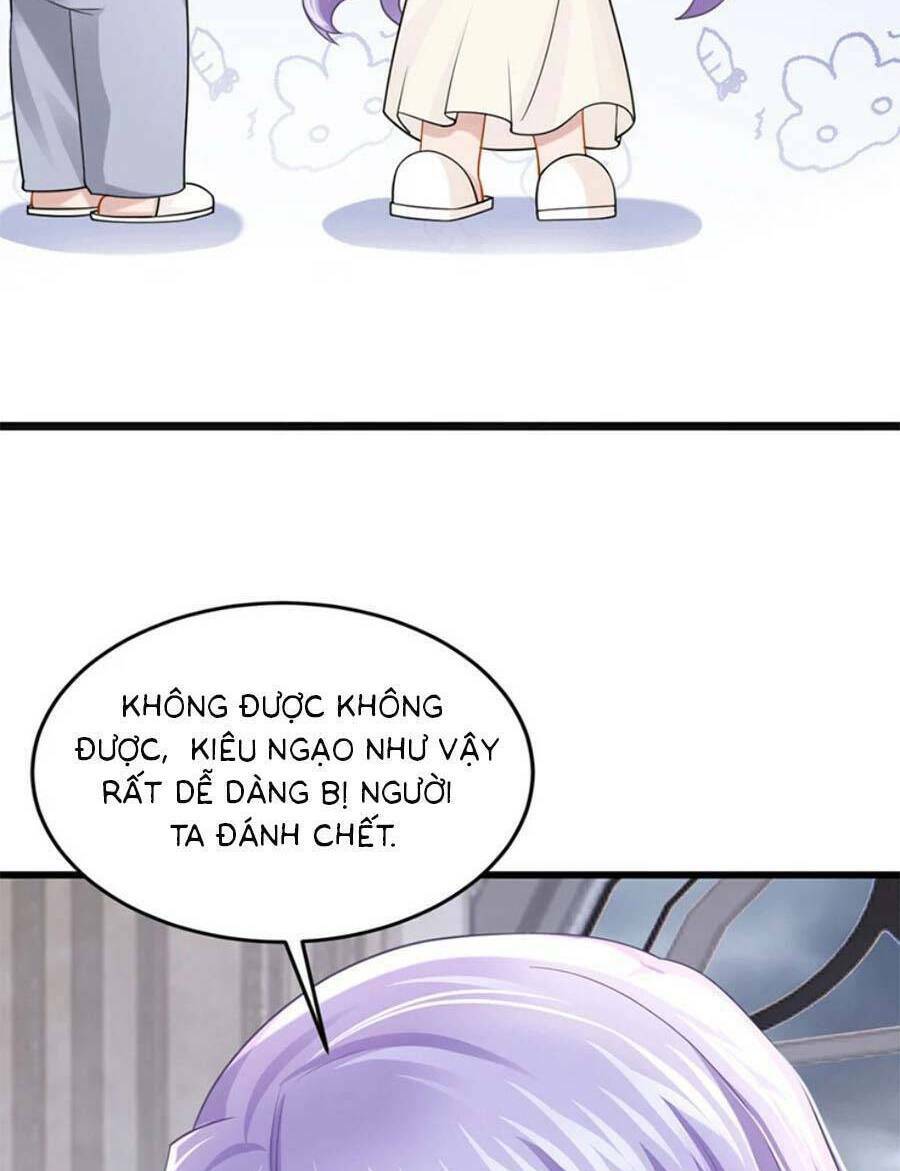 KHÔNG ĐƯỢC KHÔNG
ĐƯỢC, KIÊU NGẠO NHƯ VẬY
RẤT DỄ DÀNG BỊ NGƯỜI
TA ĐÁNH CHẾT.